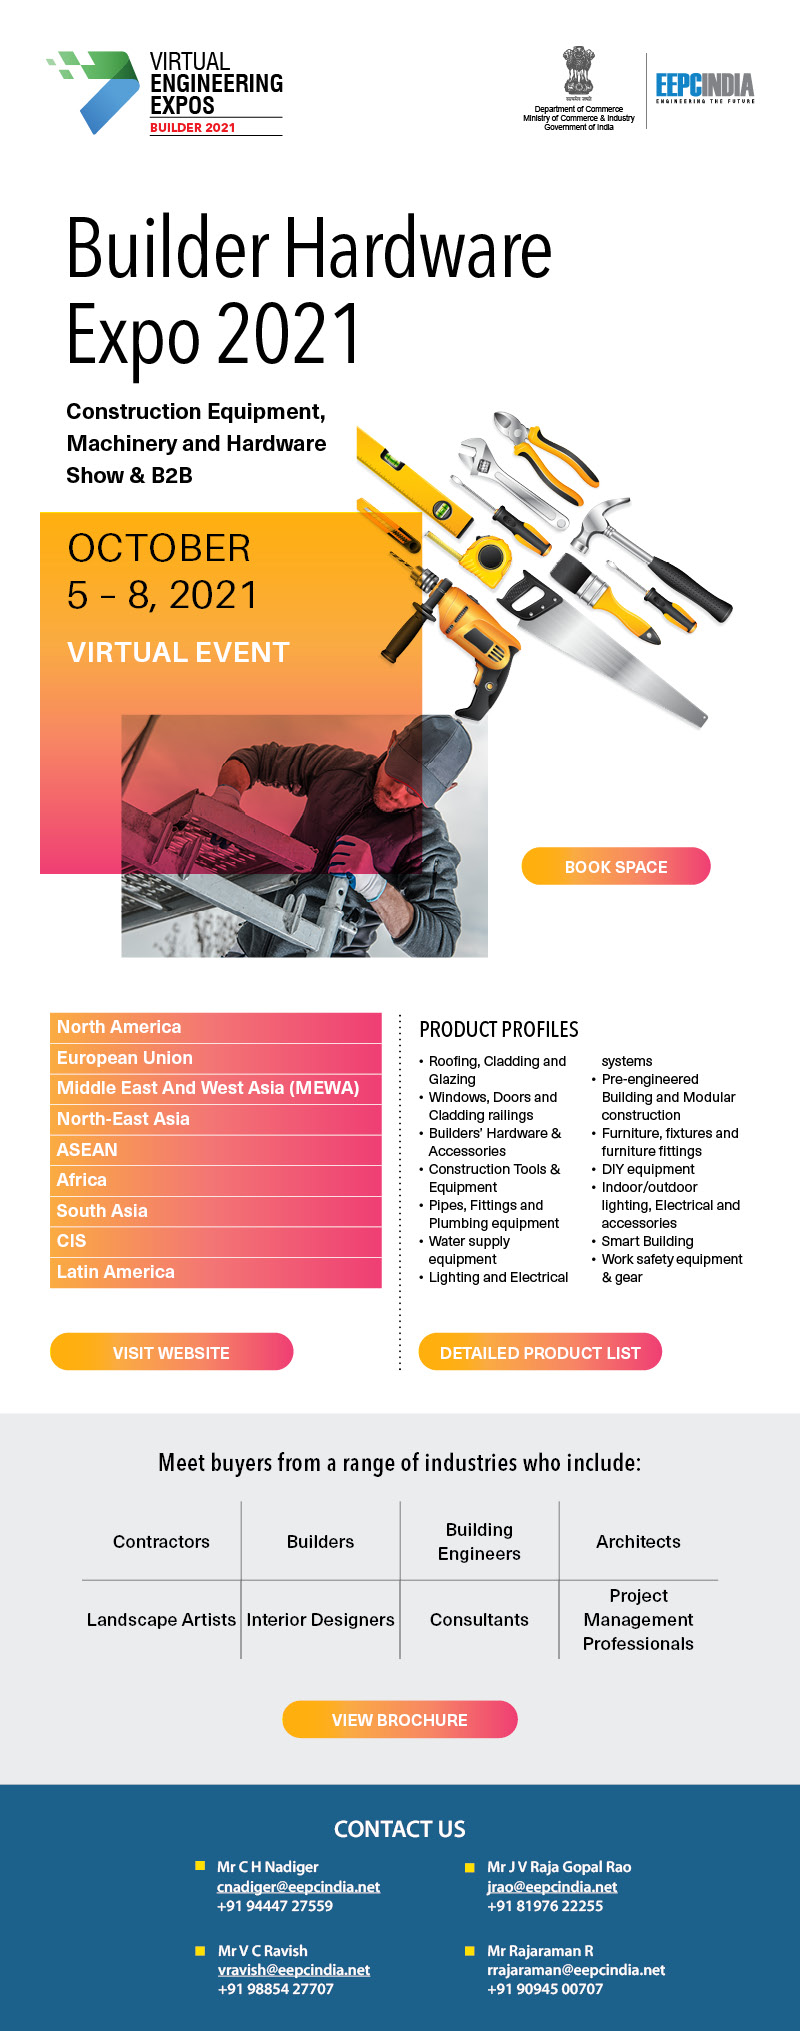 VIRTUAL
ENGINEERING
EXPOS
BUILDER 2021
सत्यमेव जयते
Department of Commerce
Ministry of Commerce & Industry
Government of India
EEPCINDIA
ENGINEERING THE FUTURE
Builder Hardware
Expo 2021
Construction Equipment,
Machinery and Hardware
Show & B2B
OCTOBER
5 – 8, 2021
VIRTUAL EVENT
BOOK SPACE
North America
European Union
Middle East And West Asia (MEWA)
North-East Asia
ASEAN
Africa
South Asia
CIS
Latin America
VISIT WEBSITE
PRODUCT PROFILES
• Roofing, Cladding and
Glazing
• Windows, Doors and
Cladding railings
• Builders' Hardware &
Accessories
• Construction Tools &
Equipment
• Pipes, Fittings and
Plumbing equipment
• Water supply
equipment
• Lighting and Electrical
systems
• Pre-engineered
Building and Modular
construction
• Furniture, fixtures and
furniture fittings
• DIY equipment
• Indoor/outdoor
lighting, Electrical and
accessories
• Smart Building
• Work safety equipment
& gear
DETAILED PRODUCT LIST
Meet buyers from a range of industries who include:
Contractors
Builders
Building
Engineers
Architects
Landscape Artists
Interior Designers
Consultants
Project
Management
Professionals
VIEW BROCHURE
CONTACT US
Mr C H Nadiger
cnadiger@eepcindia.net
+91 94447 27559
Mr J V Raja Gopal Rao
jrao@eepcindia.net
+91 81976 22255
Mr V C Ravish
vravish@eepcindia.net
+91 98854 27707
Mr Rajaraman R
rrajaraman@eepcindia.net
+91 90945 00707